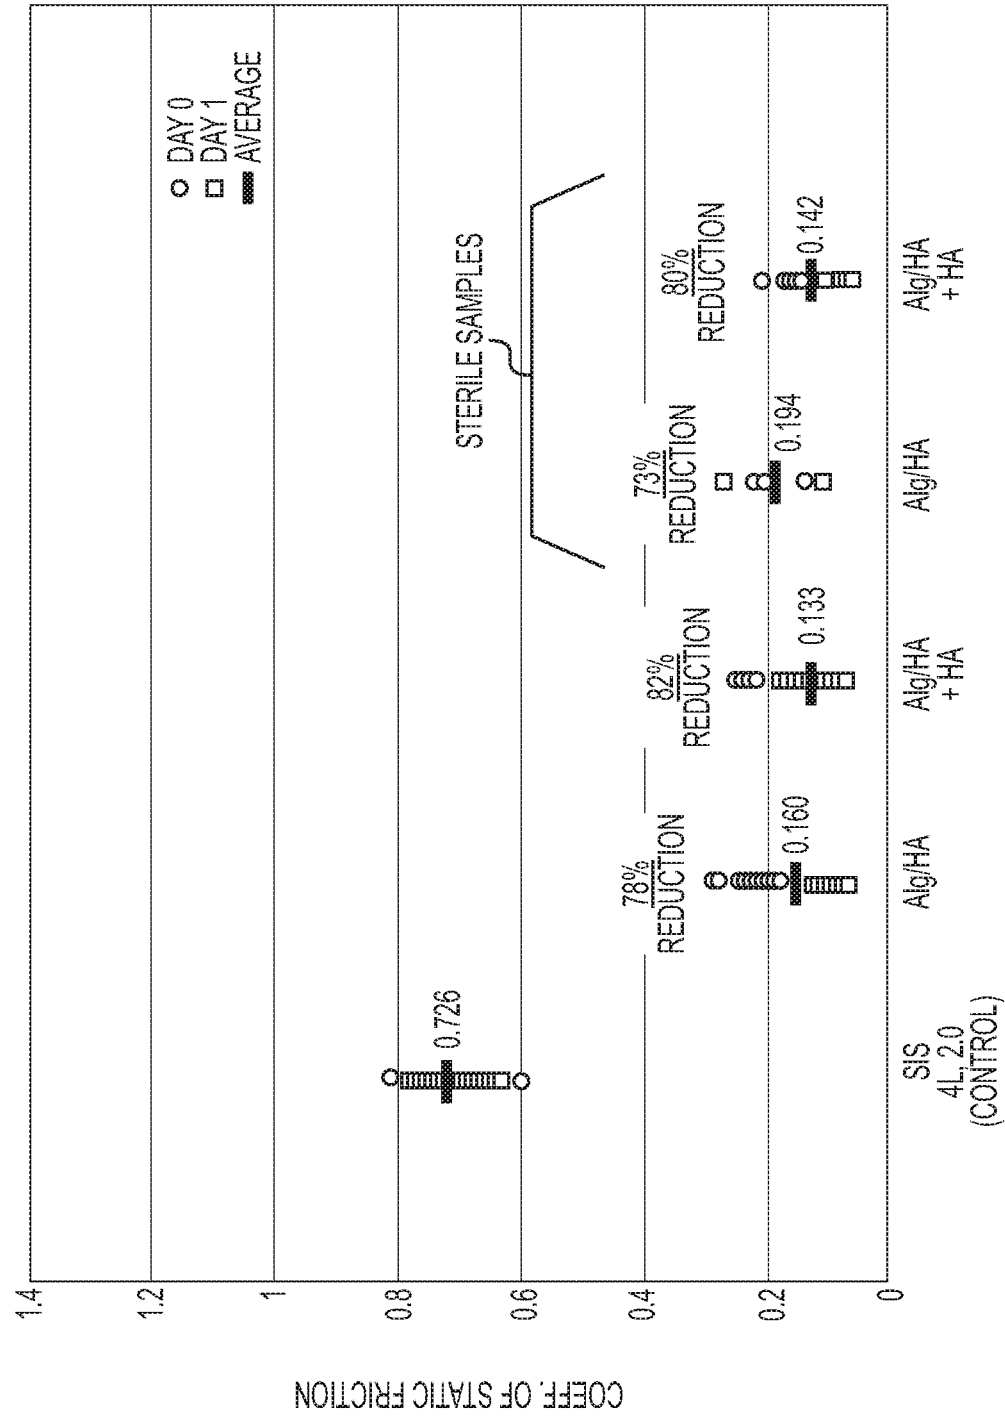 COEFF. OF STATIC FRICTION
1.4
1.2
1
0.8
0.6
0.4
0.2
0
DAY 0
DAY 1
AVERAGE
STERILE SAMPLES
0.726
78%
REDUCTION
0.160
82%
REDUCTION
0.133
73%
REDUCTION
0.194
80%
REDUCTION
0.142
SIS
4L, 2.0
(CONTROL)
Alg/HA
Alg/HA
+ HA
Alg/HA
Alg/HA
+ HA